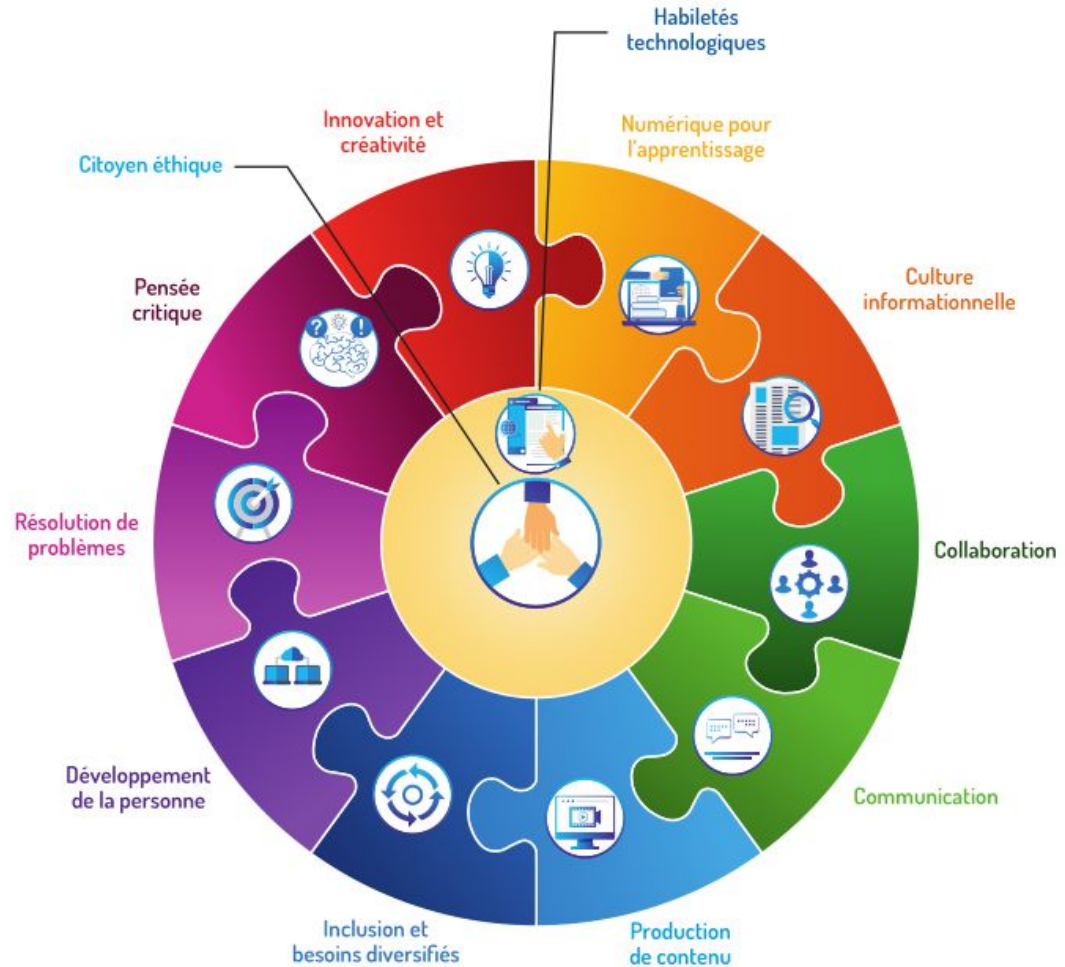 Habiletés
technologiques
Innovation et
créativité
Numérique pour
l'apprentissage
Citoyen éthique
Pensée
critique
Culture
informationnelle
Résolution de
problèmes
Collaboration
Développement
de la personne
Communication
Inclusion et
besoins diversifiés
Production
de contenu
? !